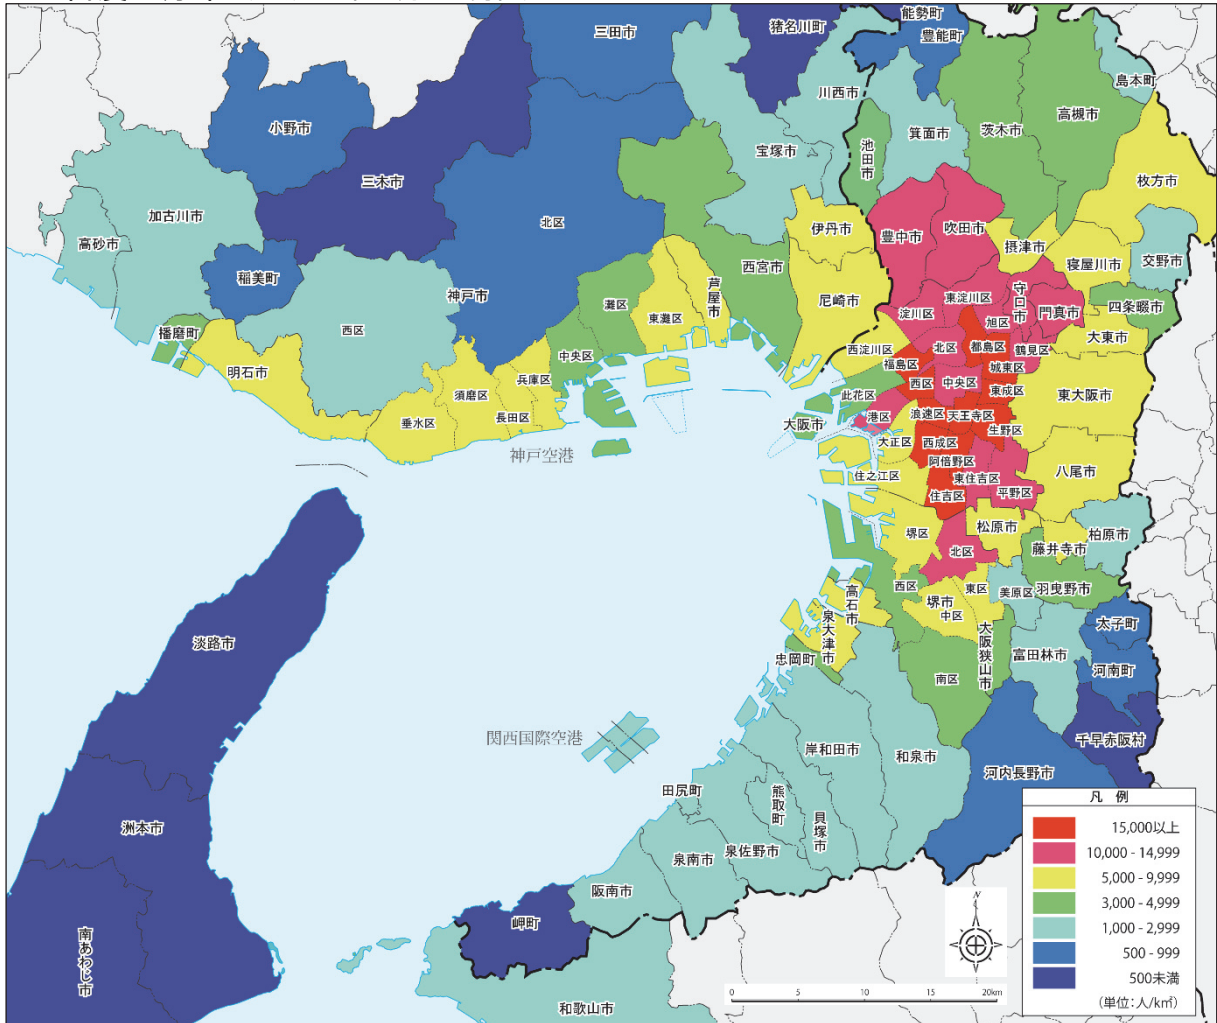 能勢町
三田市
猪名川町
豊能町
島本町
川西市
高槻市
小野市
箕面市
茨木市
池田市
宝塚市
三木市
枚方市
加古川市
北区
伊丹市
吹田市
豊中市
高砂市
摂津市
寝屋川市
交野市
西宮市
稲美町
神戸市
芦屋市
尼崎市
東淀川区
守口市
灘区
東灘区
淀川区
門真市
四条畷市
西区
旭区
播磨町
大東市
北区
都島区
鶴見区
西淀川区
中央区
福島区
城東区
明石市
兵庫区
西区
中央区
東成区
須磨区
此花区
東大阪市
浪速区
天王寺区
港区
長田区
垂水区
大阪市
生野区
大正区
西成区
神戸空港
阿倍野区
八尾市
住之江区
東住吉区
平野区
住吉区
堺区
松原市
柏原市
北区
藤井寺市
西区
東区
羽曳野市
高石市
美原区
堺市
中区
泉大津市
太子町
淡路市
大阪狭山市
富田林市
忠岡町
河南町
南区
関西国際空港
千早赤阪村
岸和田市
和泉市
河内長野市
田尻町
熊取町
凡 例
貝塚市
洲本市
15,000以上
泉佐野市
10,000 - 14,999
泉南市
5,000 - 9,999
阪南市
3,000 - 4,999
岬町
N
1,000 - 2,999
南あわじ市
500 - 999
500未満
0 5 10 20km
(単位:人/km²)
和歌山市